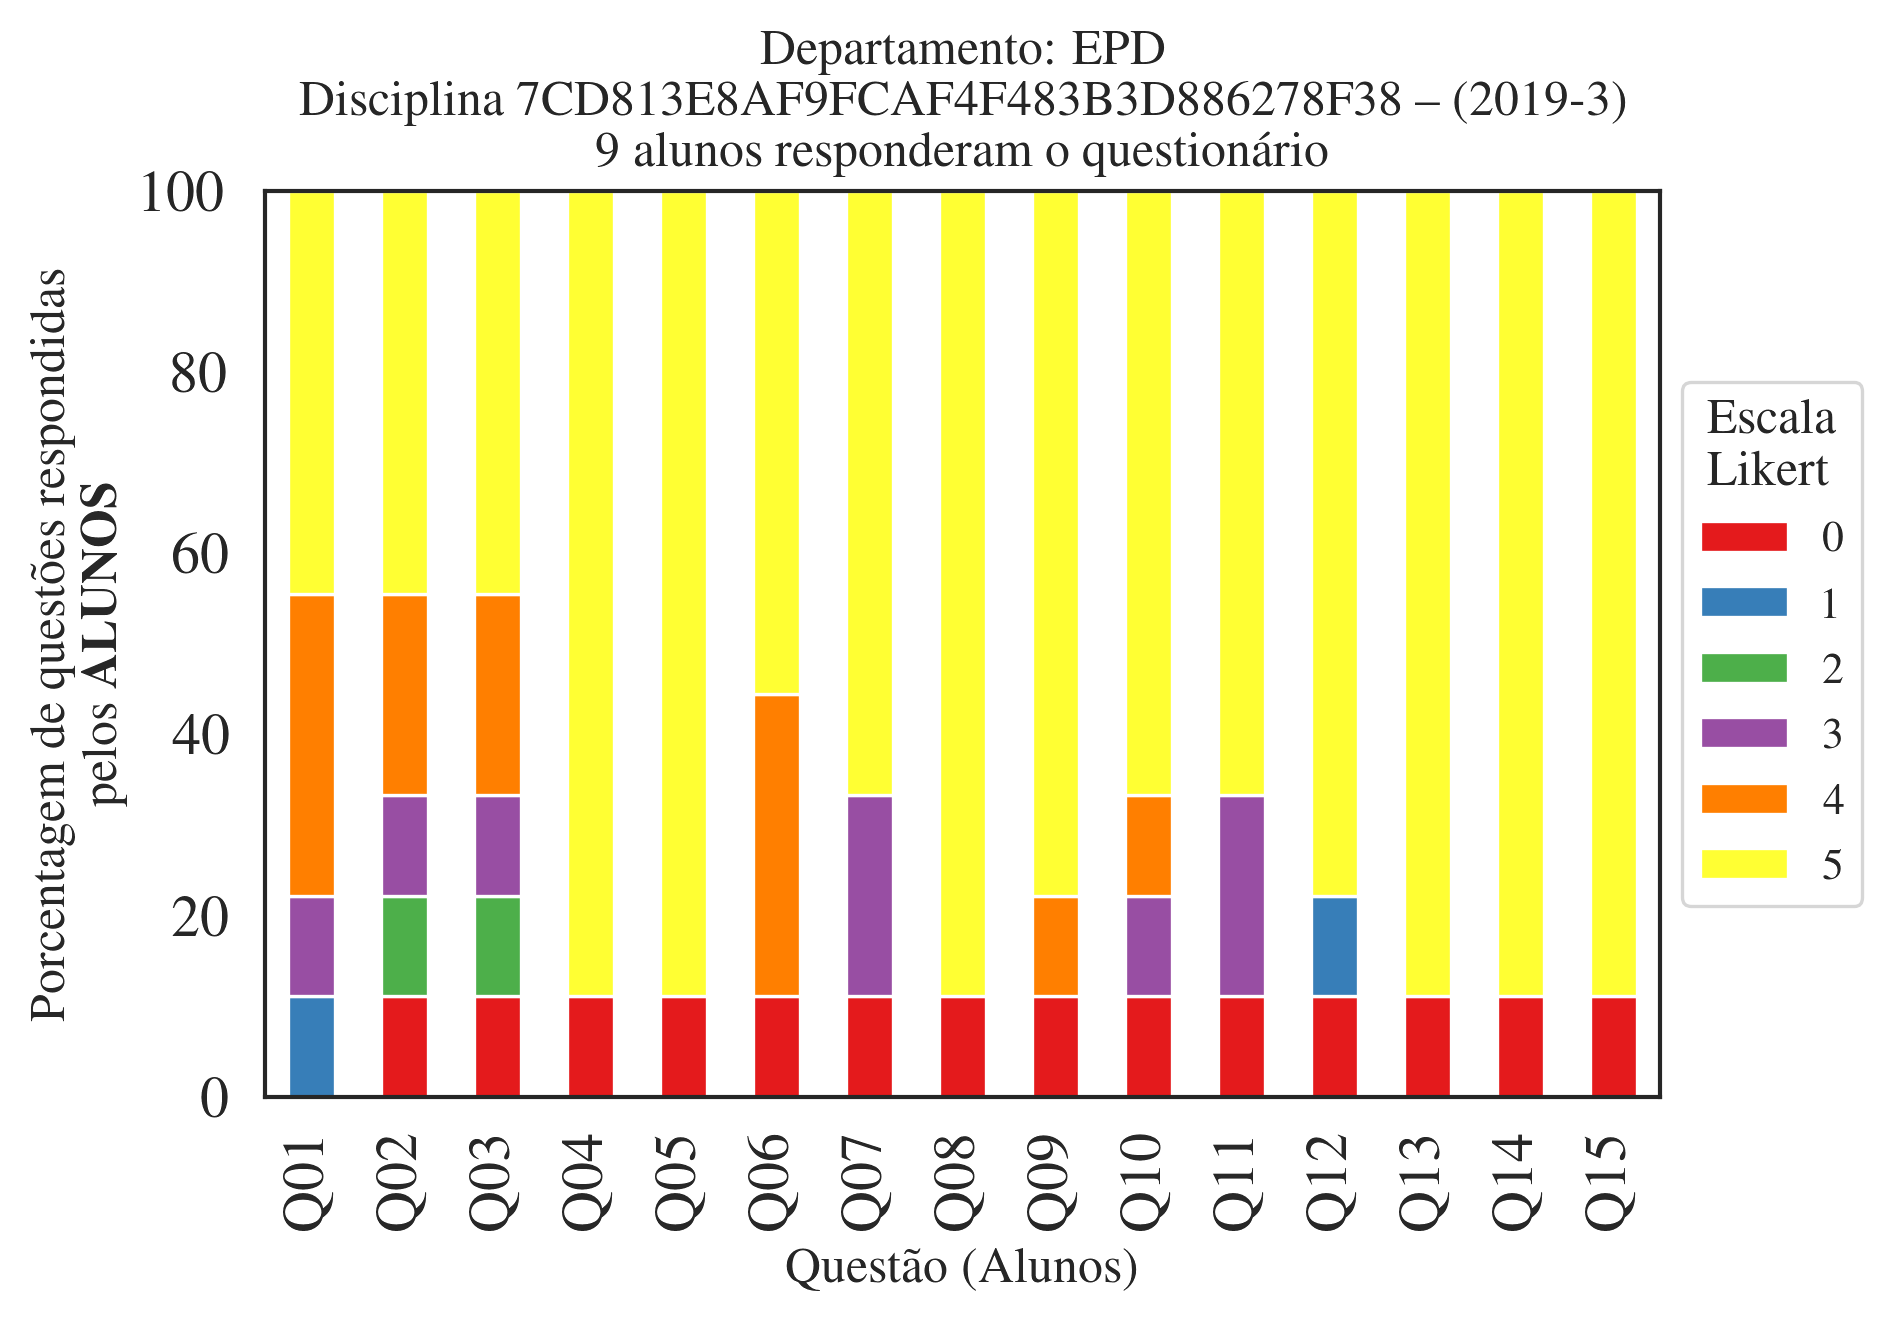 Departamento: EPD
Disciplina 7CD813E8AF9FCAF4F483B3D886278F38 – (2019-3)
9 alunos responderam o questionário
Porcentagem de questões respondidas
pelos ALUNOS
100
80
60
40
20
0
Q01
Q02
Q03
Q04
Q05
Q06
Q07
Q08
Q09
Q10
Q11
Q12
Q13
Q14
Q15
Questão (Alunos)
Escala
Likert
0
1
2
3
4
5